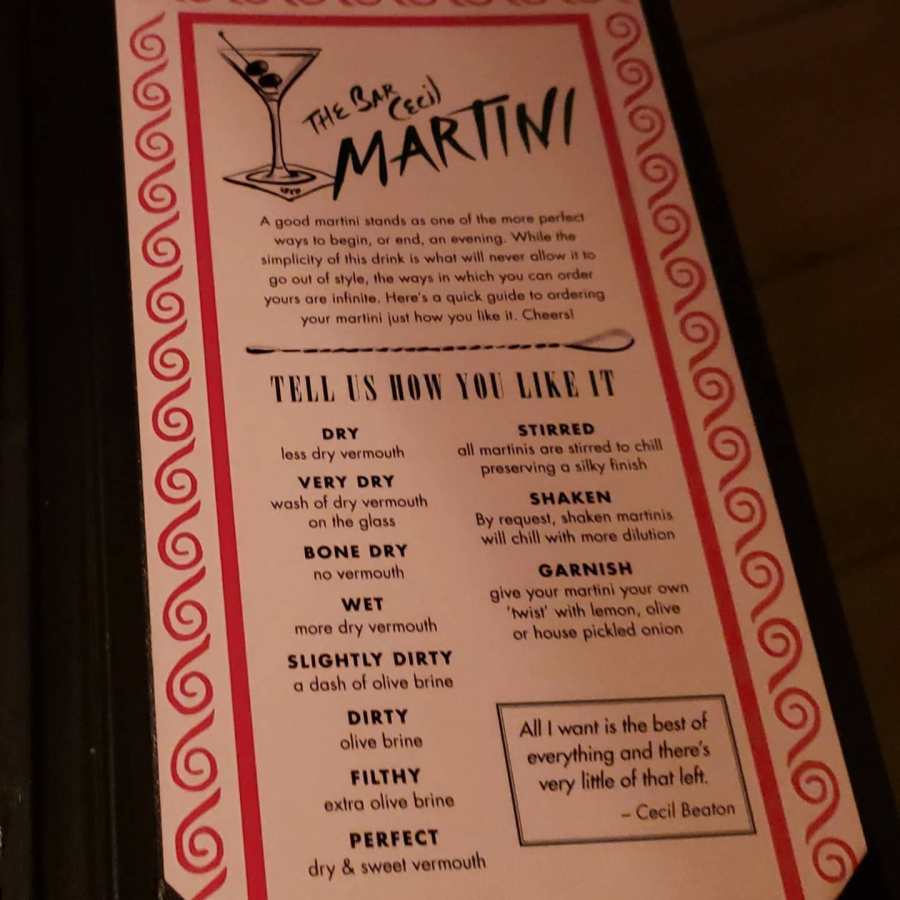 THE BAR
Cecil
MARTINI
A good martini stands as one of the more perfect
ways to begin, or end, an evening. While the
simplicity of this drink is what will never allow it to
go out of style, the ways in which you can order
yours are infinite. Here's a quick guide to ordering
your martini just how you like it. Cheers!
TELL US HOW YOU LIKE IT
DRY
less dry vermouth
VERY DRY
wash of dry vermouth
on the glass
BONE DRY
no vermouth
WET
more dry vermouth
SLIGHTLY DIRTY
a dash of olive brine
DIRTY
olive brine
FILTHY
extra olive brine
PERFECT
dry & sweet vermouth
STIRRED
all martinis are stirred to chill
preserving a silky finish
SHAKEN
By request, shaken martinis
will chill with more dilution
GARNISH
give your martini your own
'twist' with lemon, olive
or house pickled onion
All I want is the best of
everything and there's
very little of that left.
– Cecil Beaton